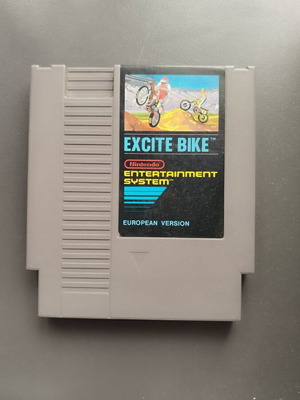 EXCITE BIKE™
Nintendo
ENTERTAINMENT
SYSTEM™
EUROPEAN VERSION